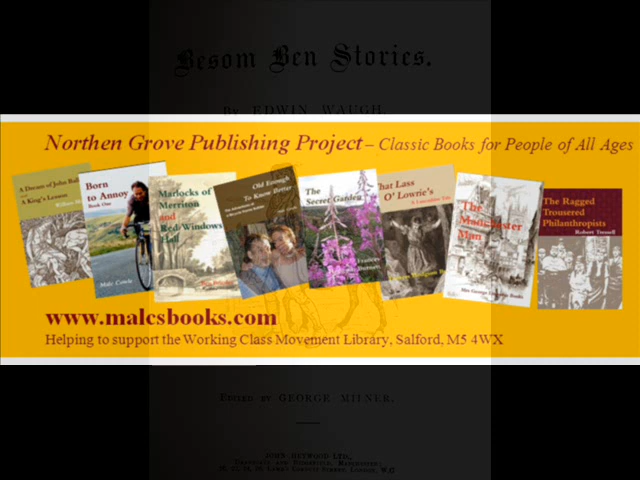 Besom Ben Stories.
By EDWIN WAUGH.
Northen Grove Publishing Project – Classic Books for People of All Ages
A Dream of John Ball
A King's Lesson
Born
to Annoy
Book One
Malc Cowle
Marlocks of
Merriton
and
Red Windows
Hall
Old Enough
To Know Better
The
Secret Garden
Frances
That Lass
O' Lowrie's
The
Manchester
Man
The Ragged
Trousered
Philanthropists
Robert Tressell
www.malcsbooks.com
Helping to support the Working Class Movement Library, Salford, M5 4WX
Edited by GEORGE MILNER.
JOHN HEYWOOD LTD.,